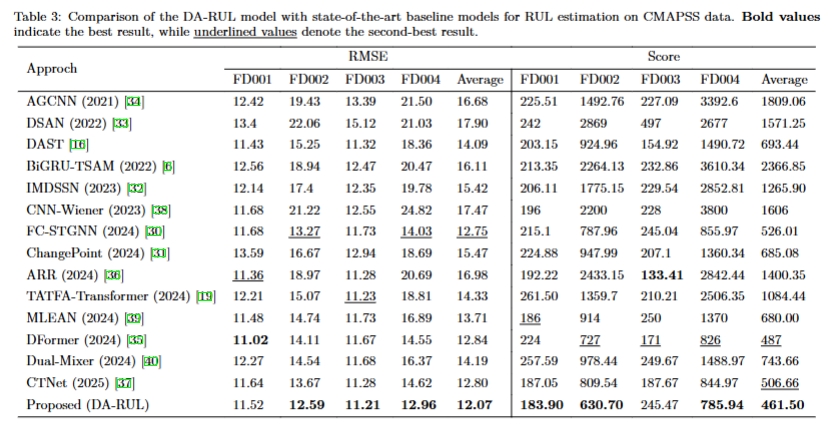 Table 3: Comparison of the DA-RUL model with state-of-the-art baseline models for RUL estimation on CMAPSS data. Bold values
indicate the best result, while underlined values denote the second-best result.
Approch RMSE Score
FD001 FD002 FD003 FD004 Average FD001 FD002 FD003 FD004 Average
AGCNN (2021) [34] 12.42 19.43 13.39 21.50 16.68 225.51 1492.76 227.09 3392.6 1809.06
DSAN (2022) [33] 13.4 22.06 15.12 21.03 17.90 242 2869 497 2677 1571.25
DAST [16] 11.43 15.25 11.32 18.36 14.09 203.15 924.96 154.92 1490.72 693.44
BiGRU-TSAM (2022) [6] 12.56 18.94 12.47 20.47 16.11 213.35 2264.13 232.86 3610.34 2366.85
IMDSSN (2023) [32] 12.14 17.4 12.35 19.78 15.42 206.11 1775.15 229.54 2852.81 1265.90
CNN-Wiener (2023) [38] 11.68 21.22 12.55 24.82 17.47 196 2200 228 3800 1606
FC-STGNN (2024) [30] 11.68 13.27 11.73 14.03 12.75 215.1 787.96 245.04 855.97 526.01
ChangePoint (2024) [31] 13.59 16.67 12.94 18.69 15.47 224.88 947.99 207.1 1360.34 685.08
ARR (2024) [36] 11.36 18.97 11.28 20.69 16.98 192.22 2433.15 133.41 2842.44 1400.35
TATFA-Transformer (2024) [19] 12.21 15.07 11.23 18.81 14.33 261.50 1359.7 210.21 2506.35 1084.44
MLEAN (2024) [39] 11.48 14.74 11.73 16.89 13.71 186 914 250 1370 680.00
DFormer (2024) [35] 11.02 14.11 11.67 14.55 12.84 224 727 171 826 487
Dual-Mixer (2024) [40] 12.27 14.54 11.68 16.37 14.19 257.59 978.44 249.67 1488.97 743.66
CTNet (2025) [37] 11.64 13.67 11.28 14.62 12.80 187.05 809.54 187.67 844.97 506.66
Proposed (DA-RUL) 11.52 12.59 11.21 12.96 12.07 183.90 630.70 245.47 785.94 461.50